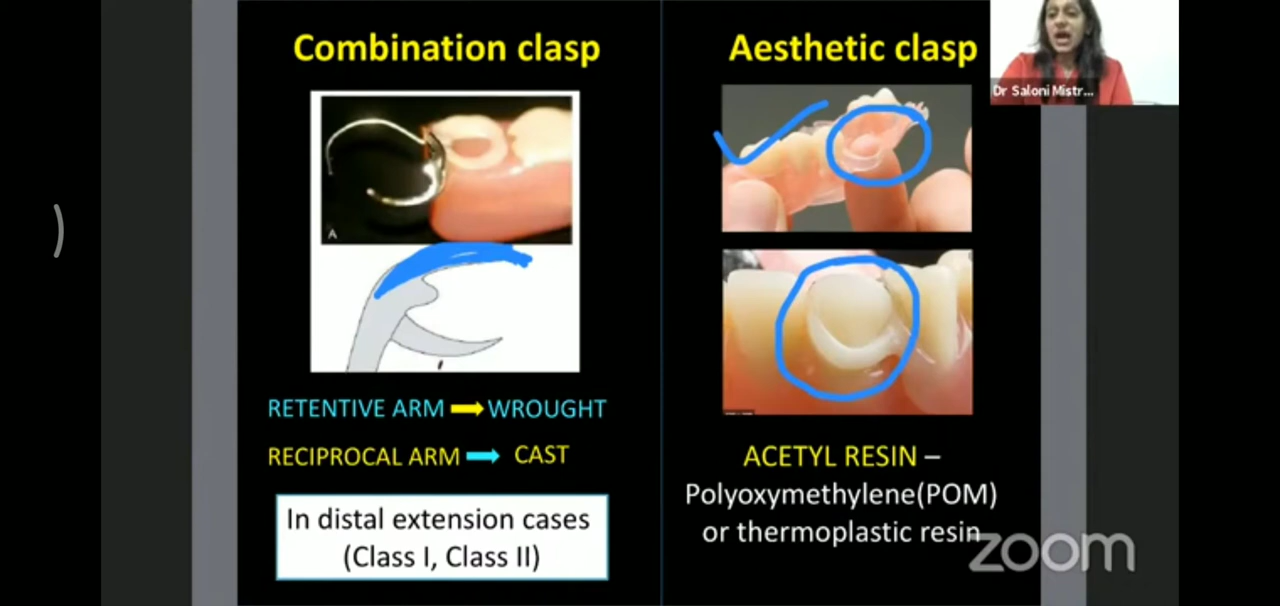 Combination clasp
A
RETENTIVE ARM WROUGHT
RECIPROCAL ARM CAST
In distal extension cases
(Class I, Class II)
Aesthetic clasp
ACETYL RESIN –
Polyoxymethylene(POM)
or thermoplastic resin
Dr Saloni Mistr...
zoom